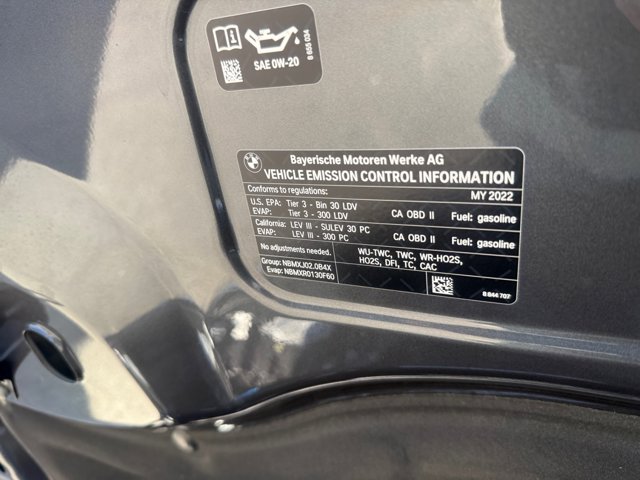 SAE 0W-20
8 655 034
BMW
Bayerische Motoren Werke AG
VEHICLE EMISSION CONTROL INFORMATION
Conforms to regulations: MY 2022
U.S. EPA: Tier 3 - Bin 30 LDV
EVAP: Tier 3 - 300 LDV CA OBD II Fuel: gasoline
California: LEV III - SULEV 30 PC
EVAP: LEV III - 300 PC CA OBD II Fuel: gasoline
No adjustments needed. WU-TWC, TWC, WR-HO2S,
HO2S, DFI, TC, CAC
Group: NBMXJ02.0B4X
Evap: NBMXR0130F60
8 844 707